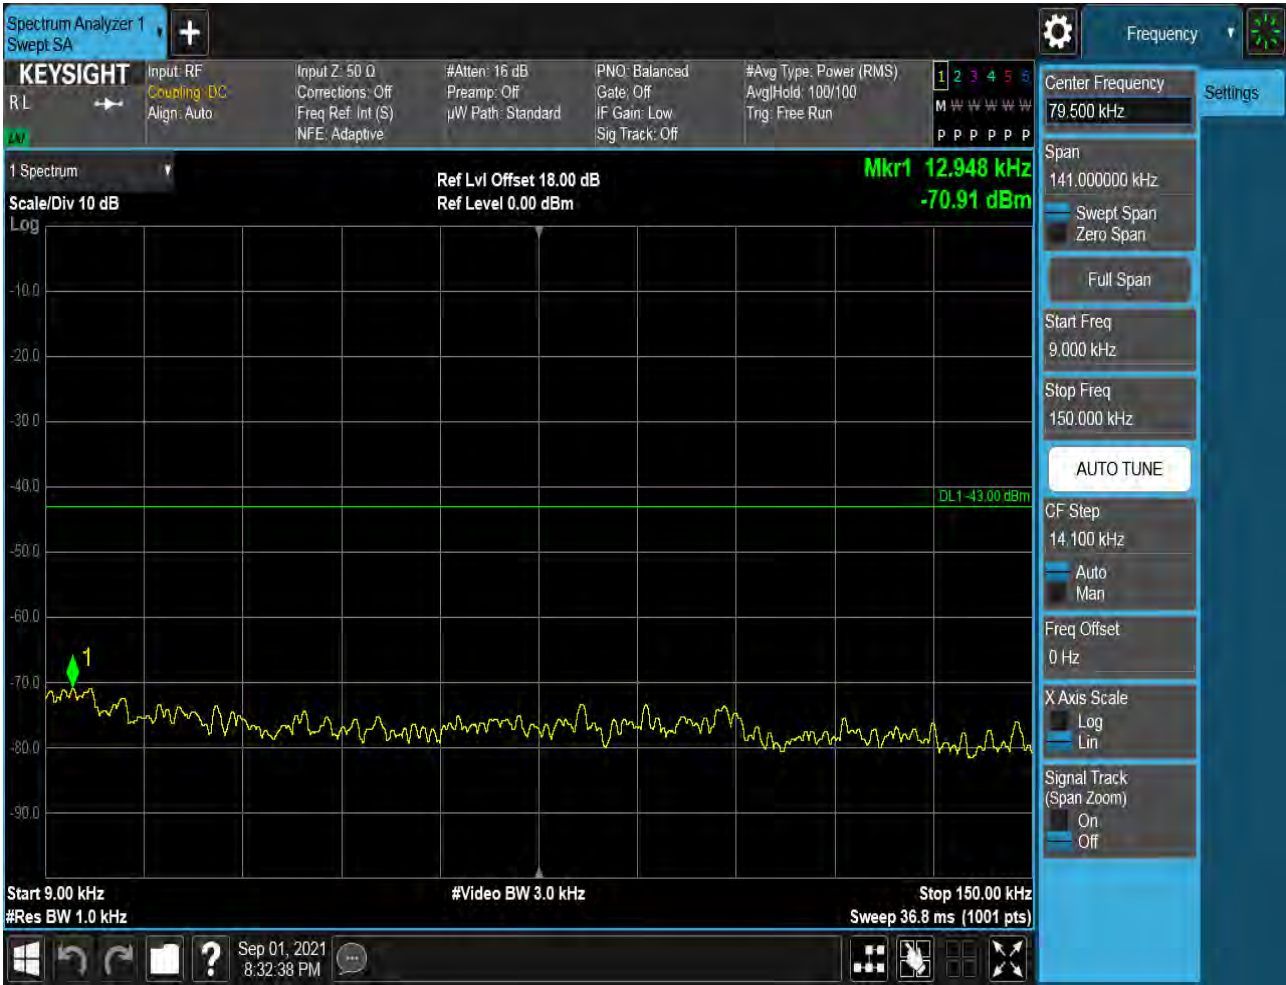 Spectrum Analyzer 1
Swept SA
Frequency
KEYSIGHT
R L
LXI
Input: RF
Coupling: DC
Align: Auto
Input Z: 50 Ω
Corrections: Off
Freq Ref: Int (S)
NFE: Adaptive
#Atten: 16 dB
Preamp: Off
µW Path: Standard
PNO: Balanced
Gate: Off
IF Gain: Low
Sig Track: Off
#Avg Type: Power (RMS)
Avg|Hold: 100/100
Trig: Free Run
1 2 3 4 5 6
M W W W W W
P P P P P P
1 Spectrum
Scale/Div 10 dB
Log
Ref Lvl Offset 18.00 dB
Ref Level 0.00 dBm
Mkr1 12.948 kHz
-70.91 dBm
-10.0
-20.0
-30.0
-40.0
DL1 -43.00 dBm
-50.0
-60.0
1
-70.0
-80.0
-90.0
Start 9.00 kHz
#Res BW 1.0 kHz
#Video BW 3.0 kHz
Stop 150.00 kHz
Sweep 36.8 ms (1001 pts)
Center Frequency
79.500 kHz
Settings
Span
141.000000 kHz
Swept Span
Zero Span
Full Span
Start Freq
9.000 kHz
Stop Freq
150.000 kHz
AUTO TUNE
CF Step
14.100 kHz
Auto
Man
Freq Offset
0 Hz
X Axis Scale
Log
Lin
Signal Track
(Span Zoom)
On
Off
?
Sep 01, 2021
8:32:38 PM